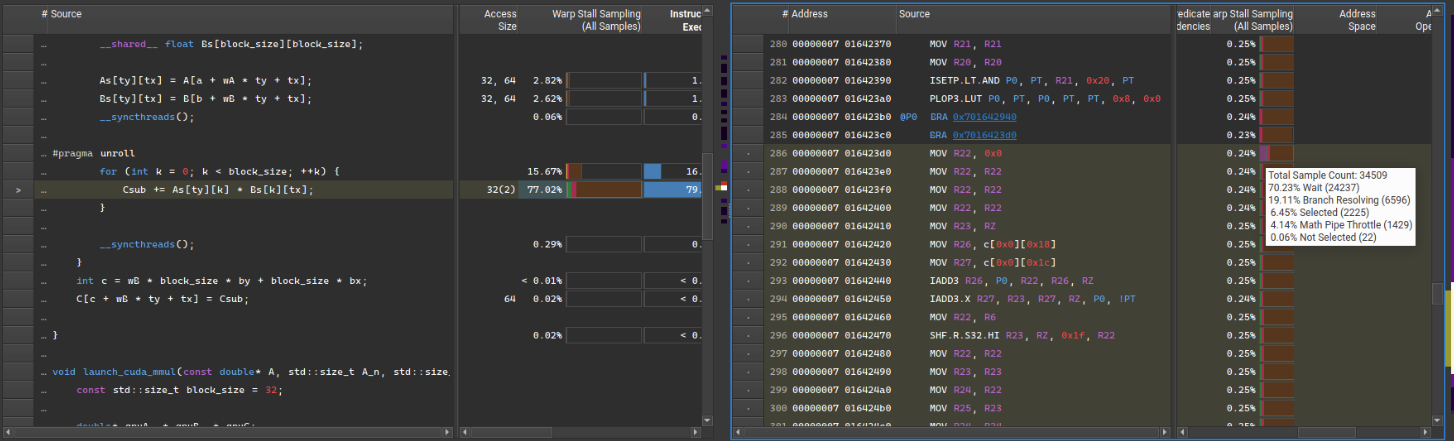 # Source
Access Size
Warp Stall Sampling (All Samples)
Instruc Exec
... __shared__ float Bs[block_size][block_size];
...
... As[ty][tx] = A[a + wA * ty + tx]; 32, 64 2.82% 1.
... Bs[ty][tx] = B[b + wB * ty + tx]; 32, 64 2.62% 1.
... __syncthreads(); 0.06% 0.
...
... #pragma unroll
... for (int k = 0; k < block_size; ++k) { 15.67% 16.
> ... Csub += As[ty][k] * Bs[k][tx]; 32(2) 77.02% 79.
... }
...
... __syncthreads(); 0.29% 0.
... }
... int c = wB * block_size * by + block_size * bx; < 0.01% < 0.
... C[c + wB * ty + tx] = Csub; 64 0.02% < 0.
...
... } 0.02% < 0.
...
... void launch_cuda_mmul(const double* A, std::size_t A_n, std::size_
... const std::size_t block_size = 32;
...
# Address Source
redicate dencies
arp Stall Sampling (All Samples)
Address Space
A Ope
280 00000007 01642370 MOV R21, R21 0.25%
281 00000007 01642380 MOV R20, R20 0.25%
282 00000007 01642390 ISETP.LT.AND P0, PT, R21, 0x20, PT 0.25%
283 00000007 016423a0 PLOP3.LUT P0, PT, P0, PT, PT, 0x8, 0x0 0.25%
284 00000007 016423b0 @P0 BRA 0x701642940 0.24%
285 00000007 016423c0 BRA 0x7016423d0 0.23%
286 00000007 016423d0 MOV R22, 0x0 0.24%
287 00000007 016423e0 MOV R22, R22 0.24%
288 00000007 016423f0 MOV R22, R22 0.25%
289 00000007 01642400 MOV R22, R22 0.25%
290 00000007 01642410 MOV R23, RZ 0.25%
291 00000007 01642420 MOV R26, c[0x0][0x18] 0.25%
292 00000007 01642430 MOV R27, c[0x0][0x1c] 0.25%
293 00000007 01642440 IADD3 R26, P0, R22, R26, RZ 0.25%
294 00000007 01642450 IADD3.X R27, R23, R27, RZ, P0, !PT 0.24%
295 00000007 01642460 MOV R22, R6 0.25%
296 00000007 01642470 SHF.R.S32.HI R23, RZ, 0x1f, R22 0.25%
297 00000007 01642480 MOV R22, R22 0.25%
298 00000007 01642490 MOV R23, R23 0.25%
299 00000007 016424a0 MOV R24, R22 0.25%
300 00000007 016424b0 MOV R25, R23 0.25%
Total Sample Count: 34509
70.23% Wait (24237)
19.11% Branch Resolving (6596)
6.45% Selected (2225)
4.14% Math Pipe Throttle (1429)
0.06% Not Selected (22)